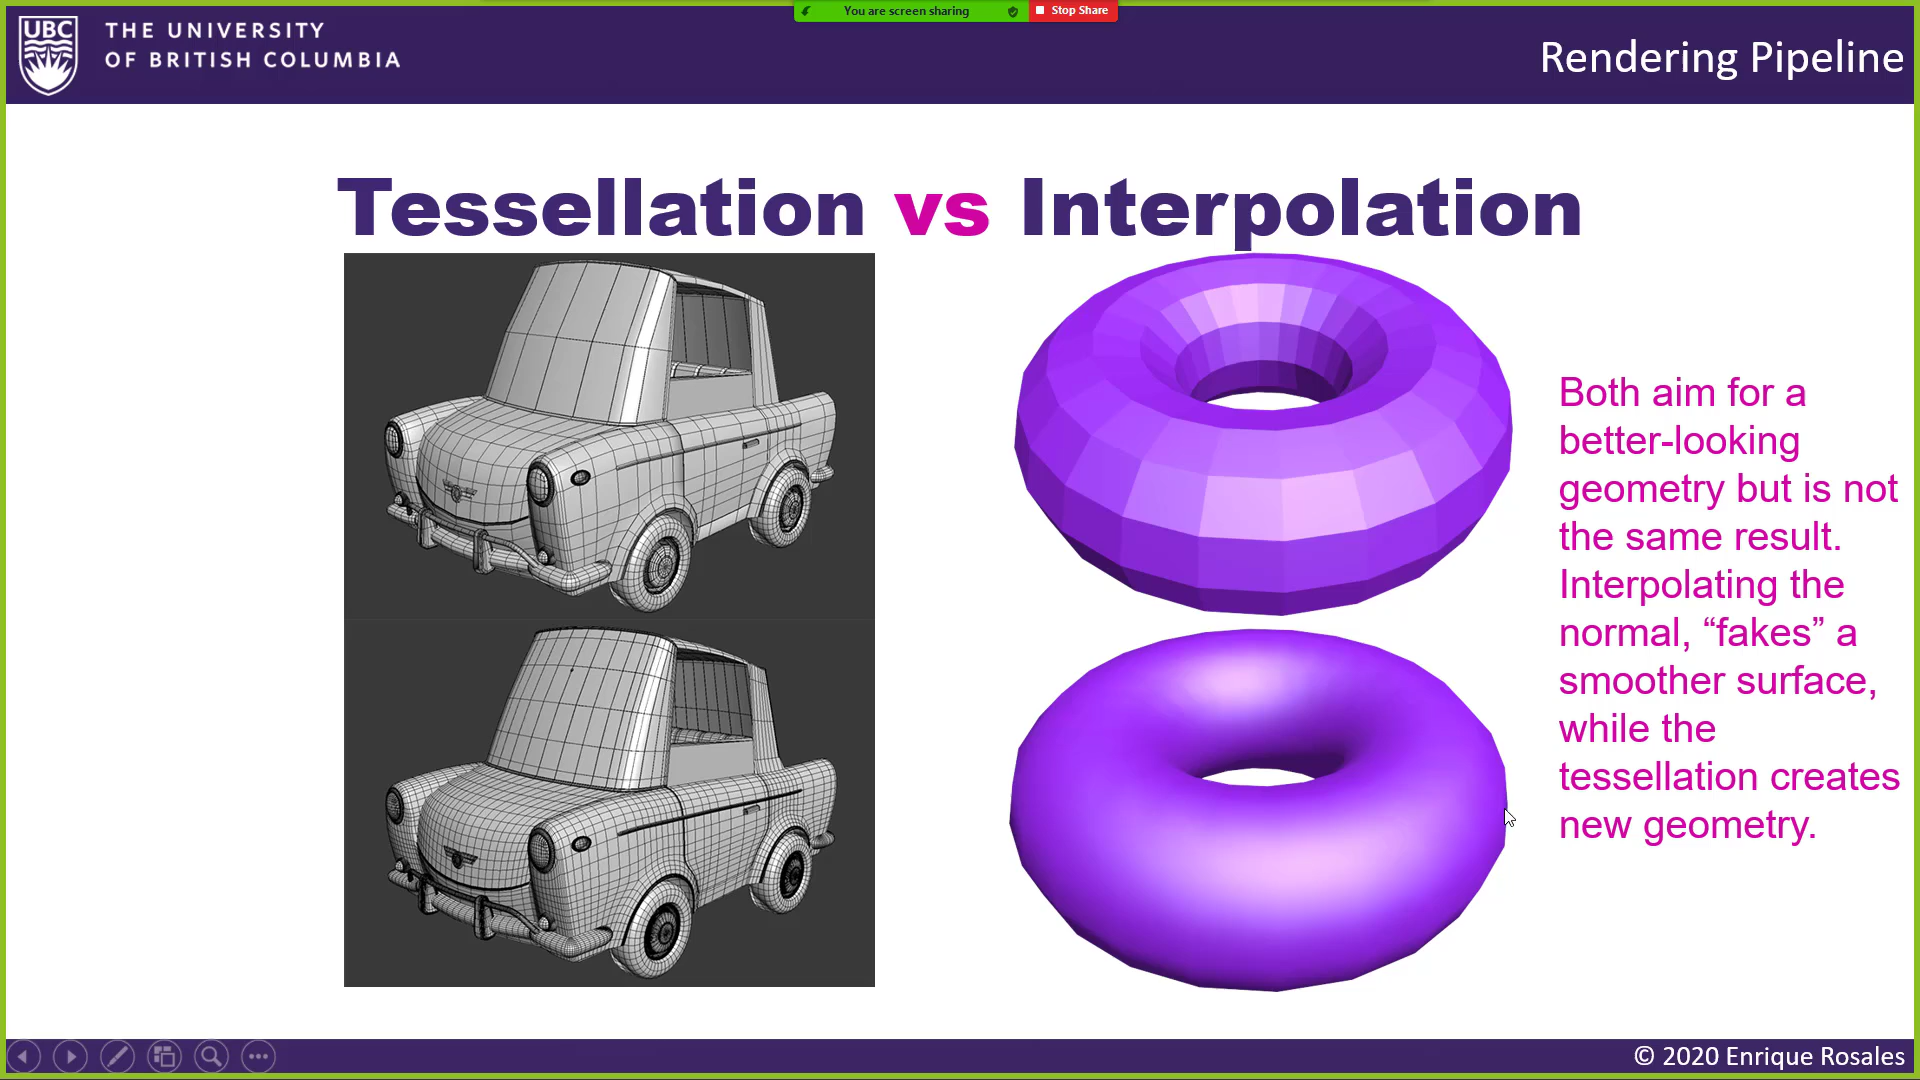 You are screen sharing
Stop Share
UBC
THE UNIVERSITY
OF BRITISH COLUMBIA
Rendering Pipeline
Tessellation vs Interpolation
Both aim for a
better-looking
geometry but is not
the same result.
Interpolating the
normal, “fakes” a
smoother surface,
while the
tessellation creates
new geometry.
© 2020 Enrique Rosales